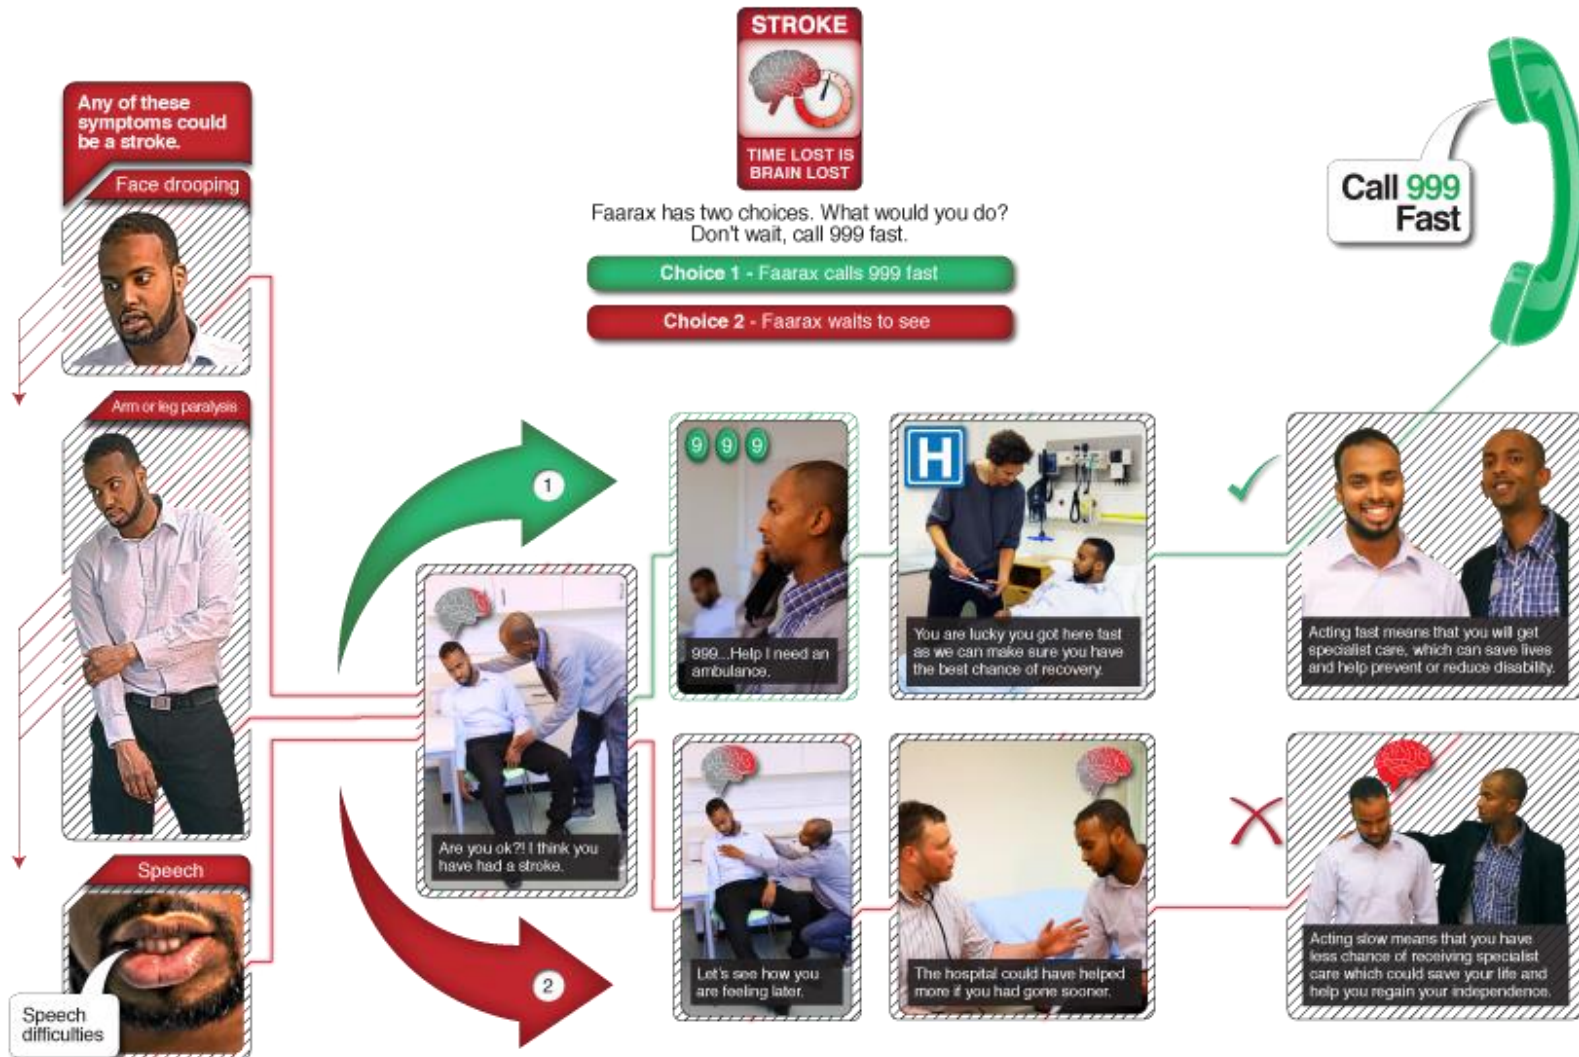 STROKE
TIME LOST IS
BRAIN LOST
Any of these
symptoms could
be a stroke.
Face drooping
Arm or leg paralysis
Speech
Speech
difficulties
Faarax has two choices. What would you do?
Don't wait, call 999 fast.
Choice 1 - Faarax calls 999 fast
Choice 2 - Faarax waits to see
Call 999
Fast
1
2
Are you ok?! I think you
have had a stroke.
9 9 9
999...Help I need an
ambulance.
H
You are lucky you got here fast
as we can make sure you have
the best chance of recovery.
Acting fast means that you will get
specialist care, which can save lives
and help prevent or reduce disability.
Let's see how you
are feeling later.
The hospital could have helped
more if you had gone sooner.
Acting slow means that you have
less chance of receiving specialist
care which could save your life and
help you regain your independence.